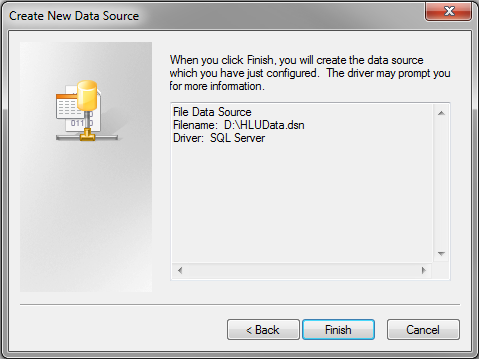 Create New Data Source
When you click Finish, you will create the data source
which you have just configured.  The driver may prompt you
for more information.
File Data Source
Filename:  D:\HLUData.dsn
Driver:  SQL Server
< Back
Finish
Cancel